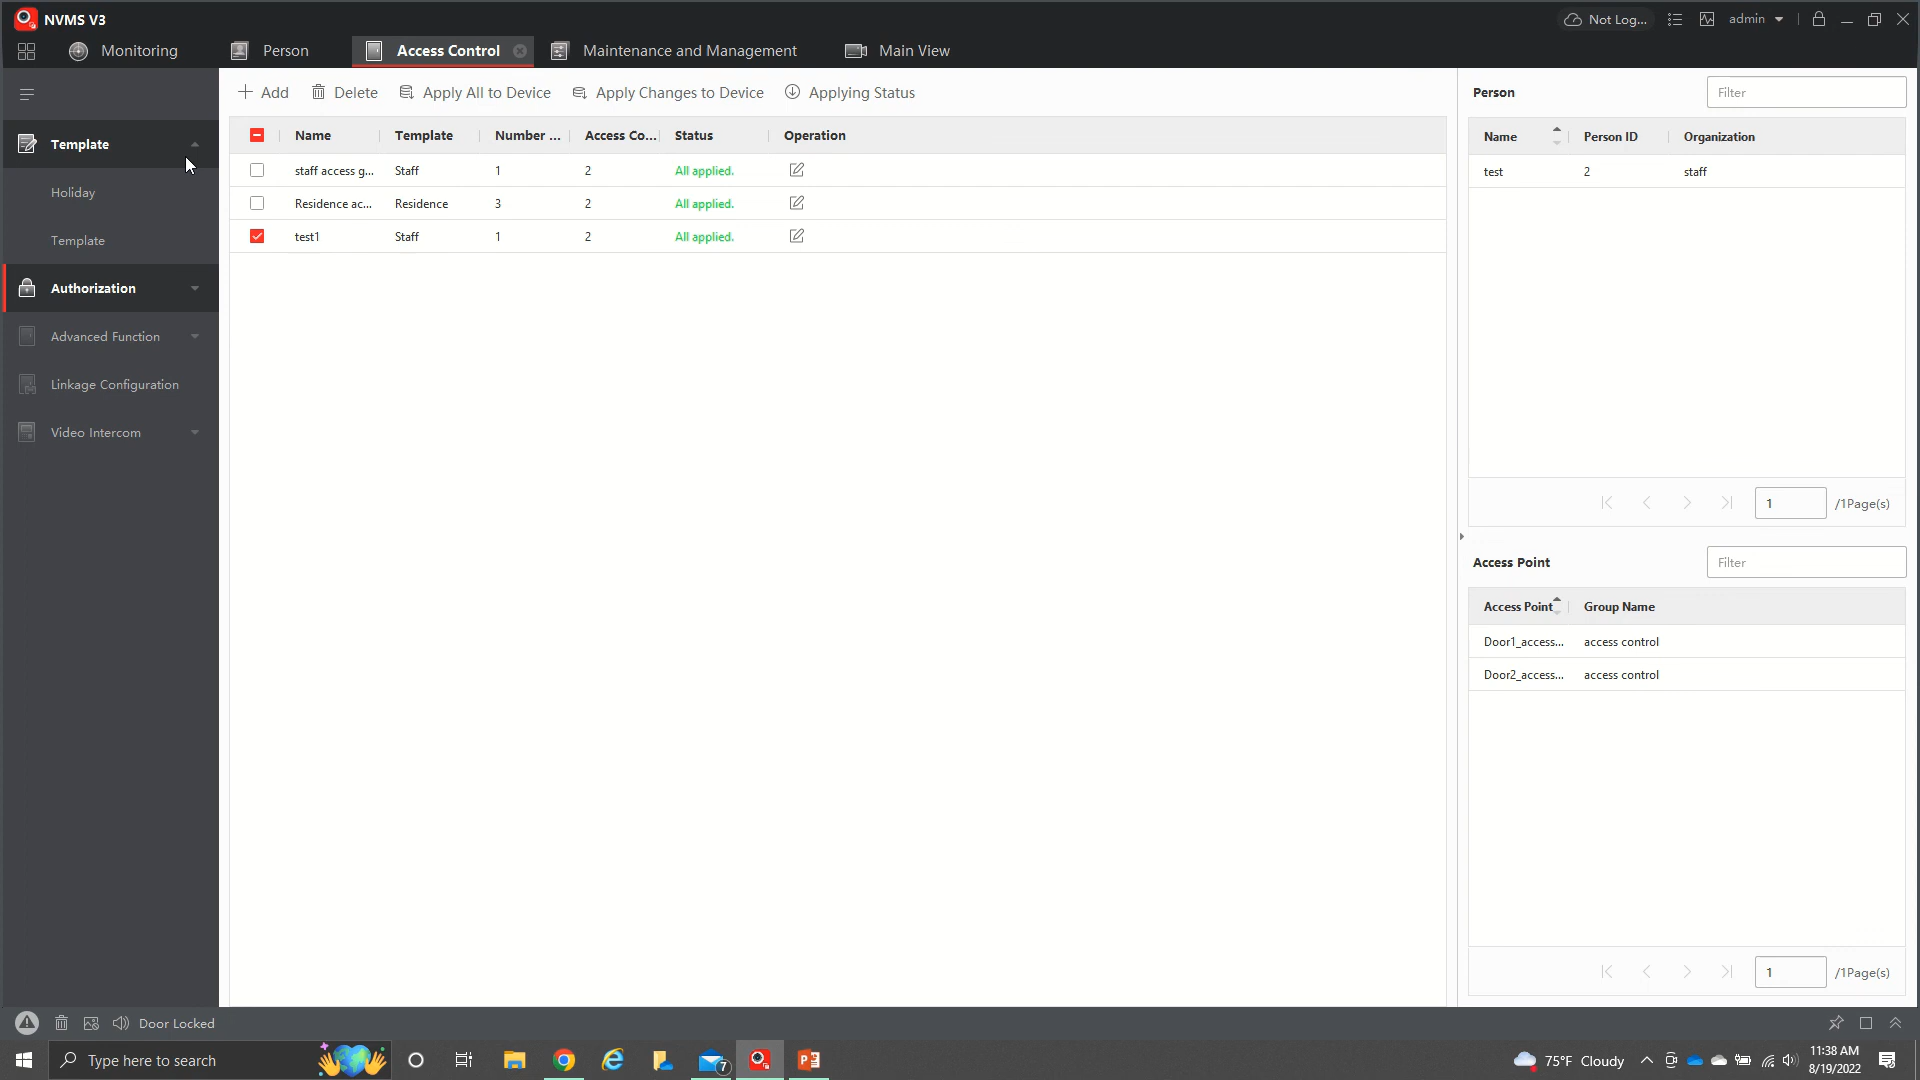 NVMS V3
Not Log...
admin
Monitoring
Person
Access Control
Maintenance and Management
Main View
Template
Holiday
Template
Authorization
Advanced Function
Linkage Configuration
Video Intercom
Add
Delete
Apply All to Device
Apply Changes to Device
Applying Status
Name Template Number ... Access Co... Status Operation
staff access g... Staff 1 2 All applied.
Residence ac... Residence 3 2 All applied.
test1 Staff 1 2 All applied.
Person
Filter
Name Person ID Organization
test 2 staff
1 /1Page(s)
Access Point
Filter
Access Point Group Name
Door1_access... access control
Door2_access... access control
1 /1Page(s)
Door Locked
Type here to search
7
75°F Cloudy
11:38 AM
8/19/2022